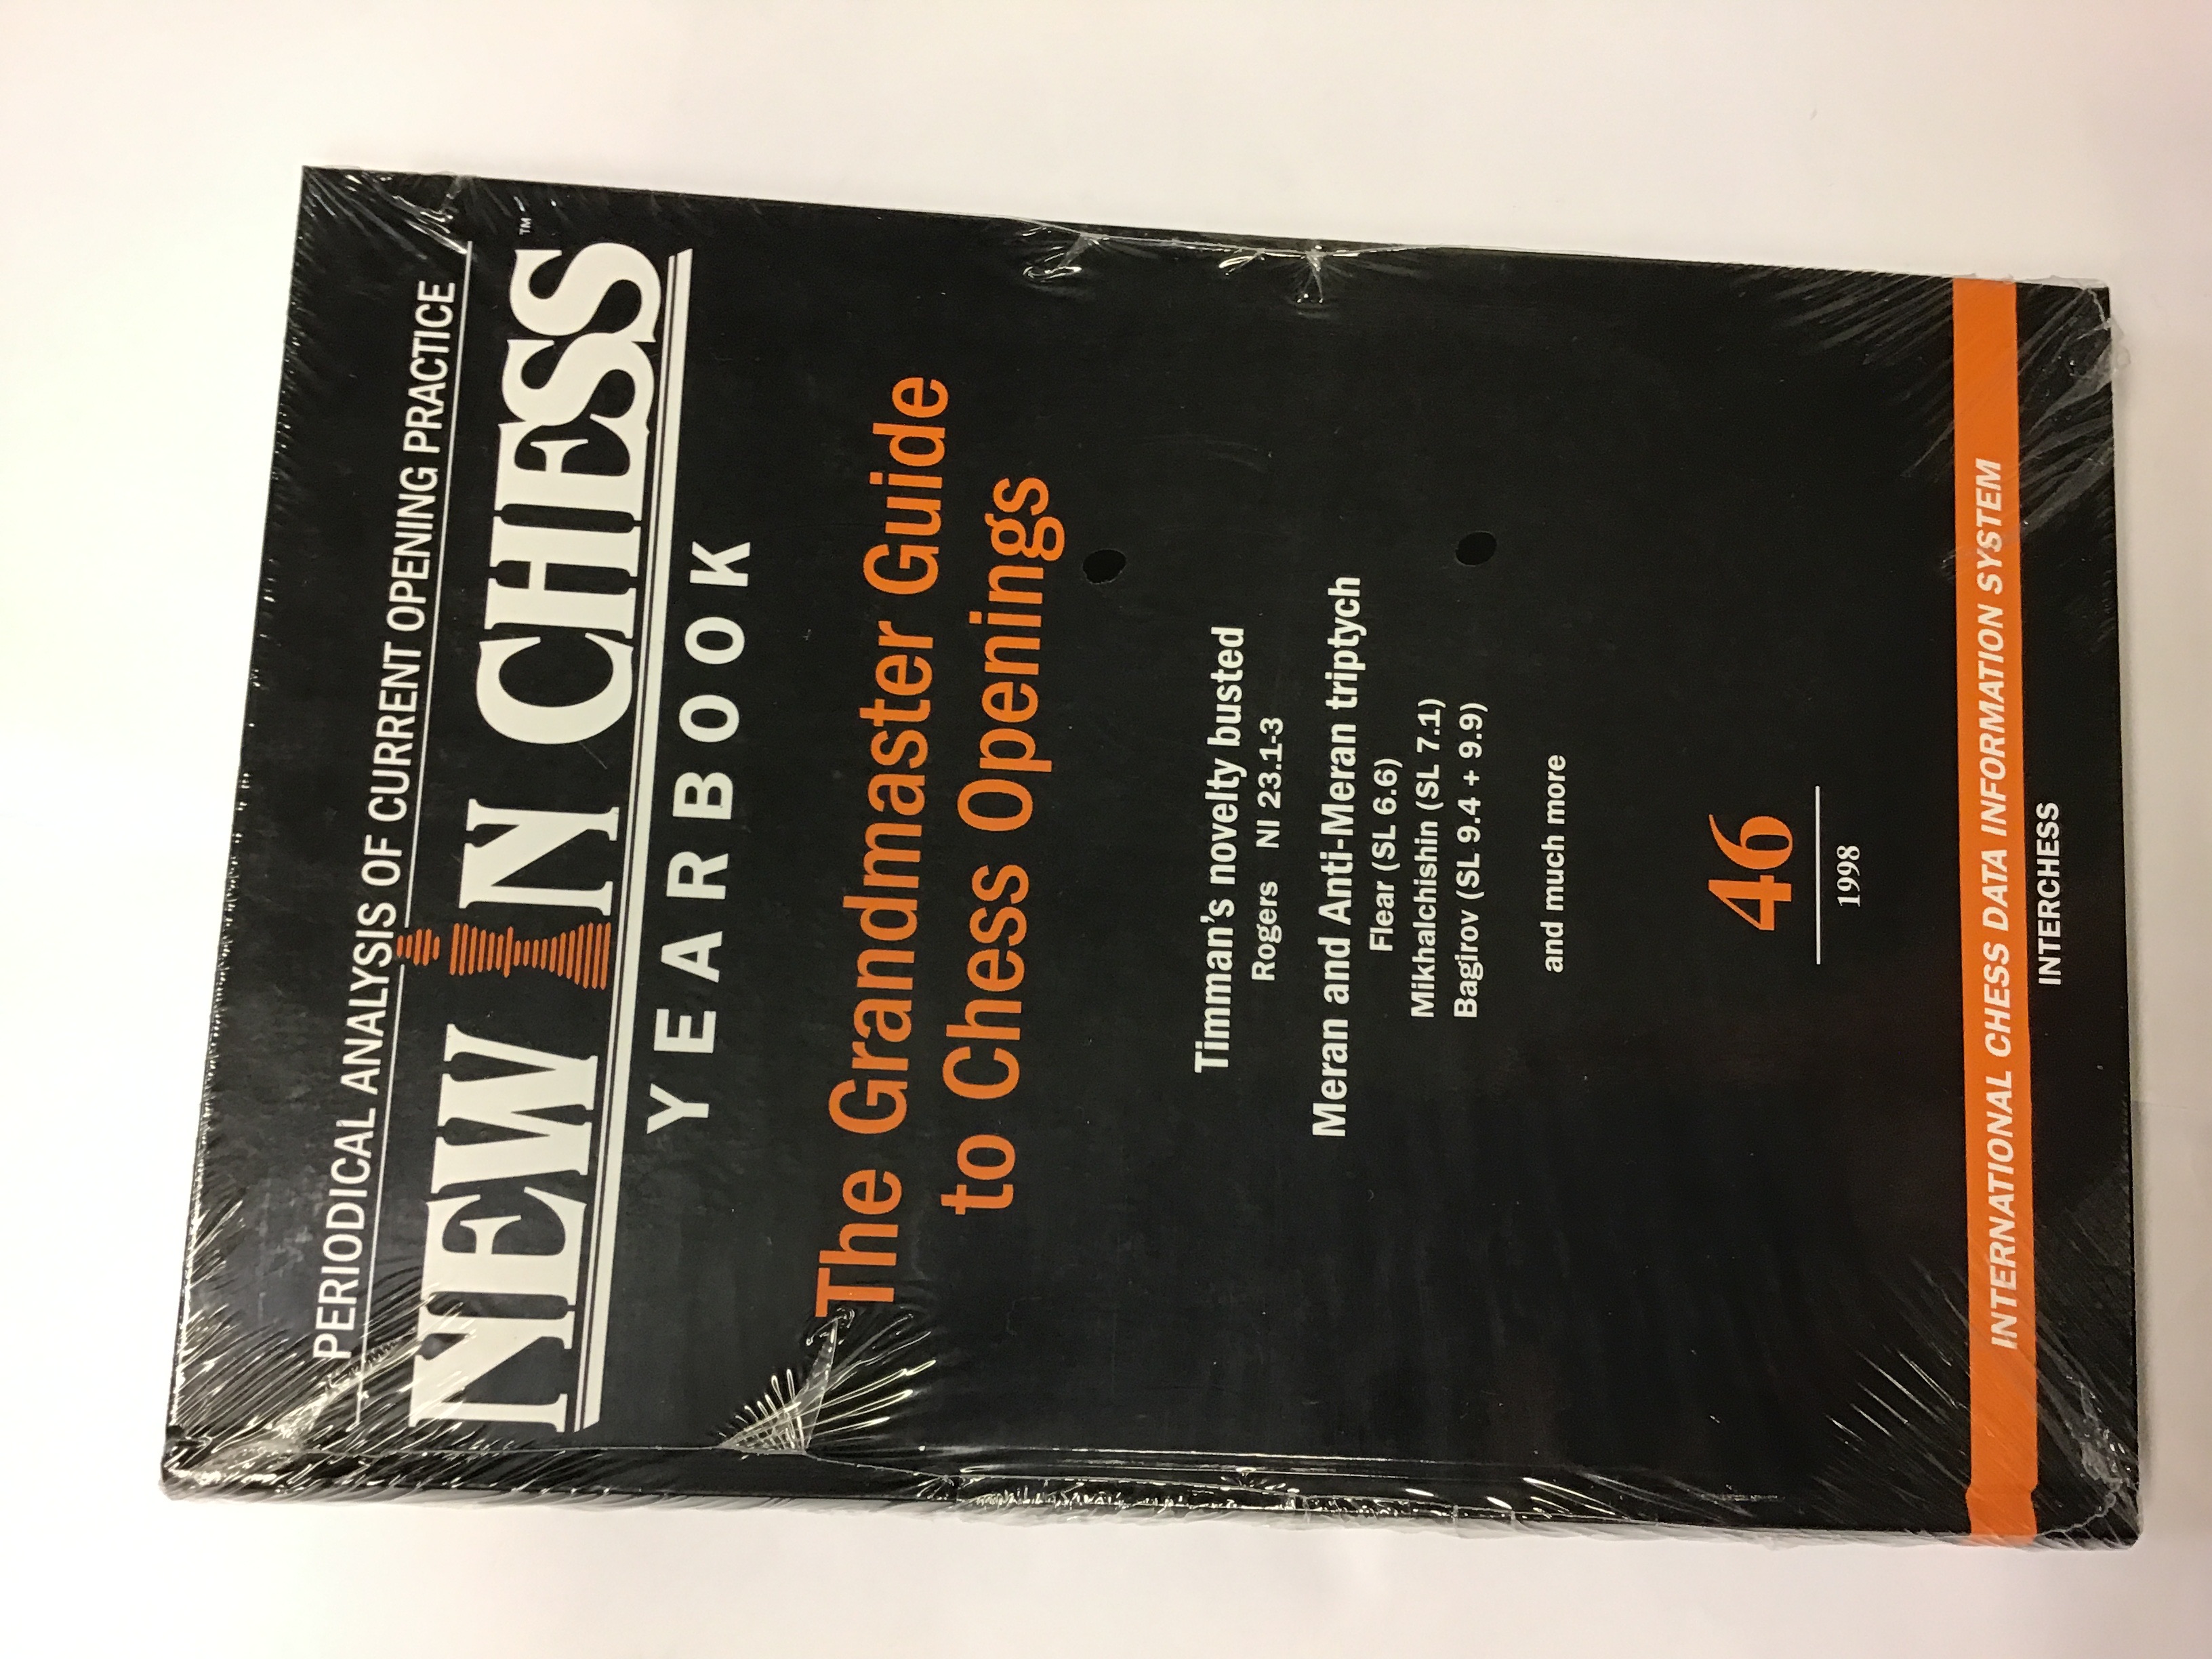 PERIODICAL ANALYSIS OF CURRENT OPENING PRACTICE
NEW IN CHESS™
YEARBOOK
The Grandmaster Guide
to Chess Openings
Timman's novelty busted
Rogers NI 23.1-3
Meran and Anti-Meran triptych
Flear (SL 6.6)
Mikhalchishin (SL 7.1)
Bagirov (SL 9.4 + 9.9)
and much more
46
1998
INTERNATIONAL CHESS DATA INFORMATION SYSTEM
INTERCHESS